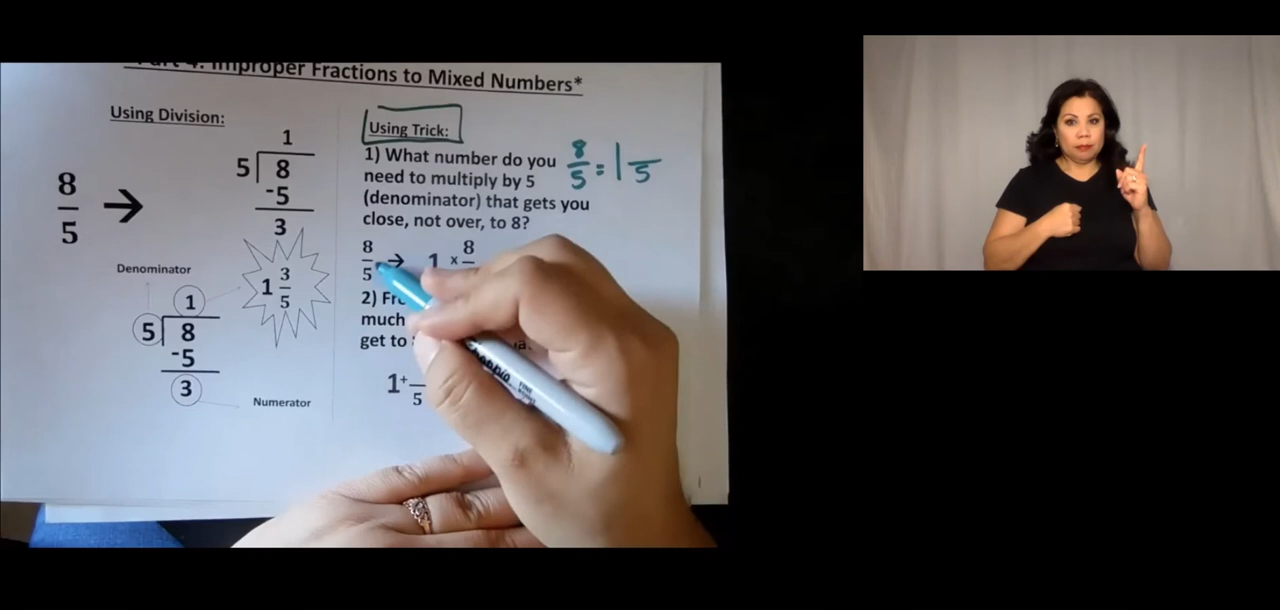 Improper Fractions to Mixed Numbers*
Using Division:
8
5
1
5 8
-5
3
1 3
5
Denominator
1
5 8
-5
3
Numerator
Using Trick:
1) What number do you
need to multiply by 5
(denominator) that gets you
close, not over, to 8?
8/5 = 1 /5
8
5
1 x 8
2)
much
get to
1+
5